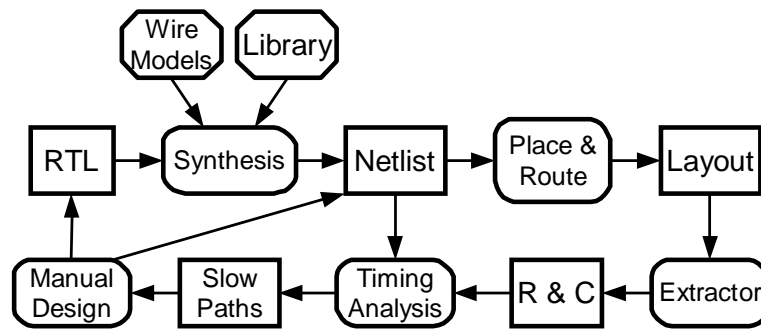 Wire
Models
Library
RTL
Synthesis
Netlist
Place &
Route
Layout
Manual
Design
Slow
Paths
Timing
Analysis
R & C
Extractor